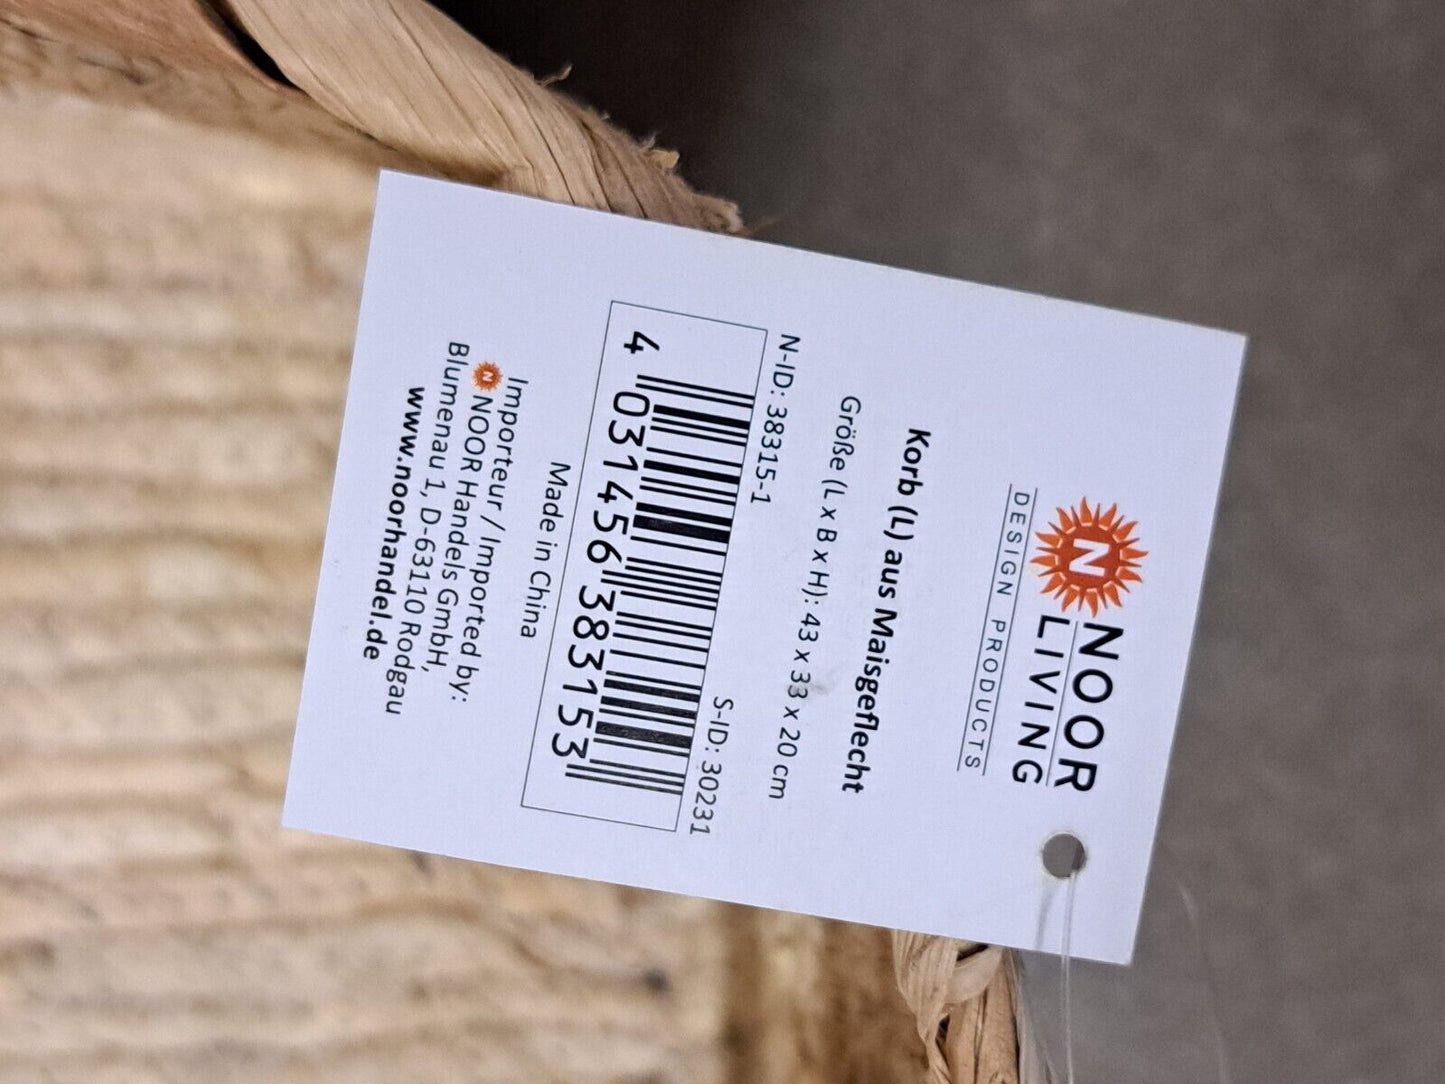 NOOR
LIVING
DESIGN PRODUCTS
Korb (L) aus Maisgeflecht
Größe (L x B x H): 43 x 33 x 20 cm
N-ID: 38315-1 S-ID: 30231
4 031456 383153
Made in China
Importeur / Imported by:
N NOOR Handels GmbH,
Blumenau 1, D-63110 Rodgau
www.noorhandel.de